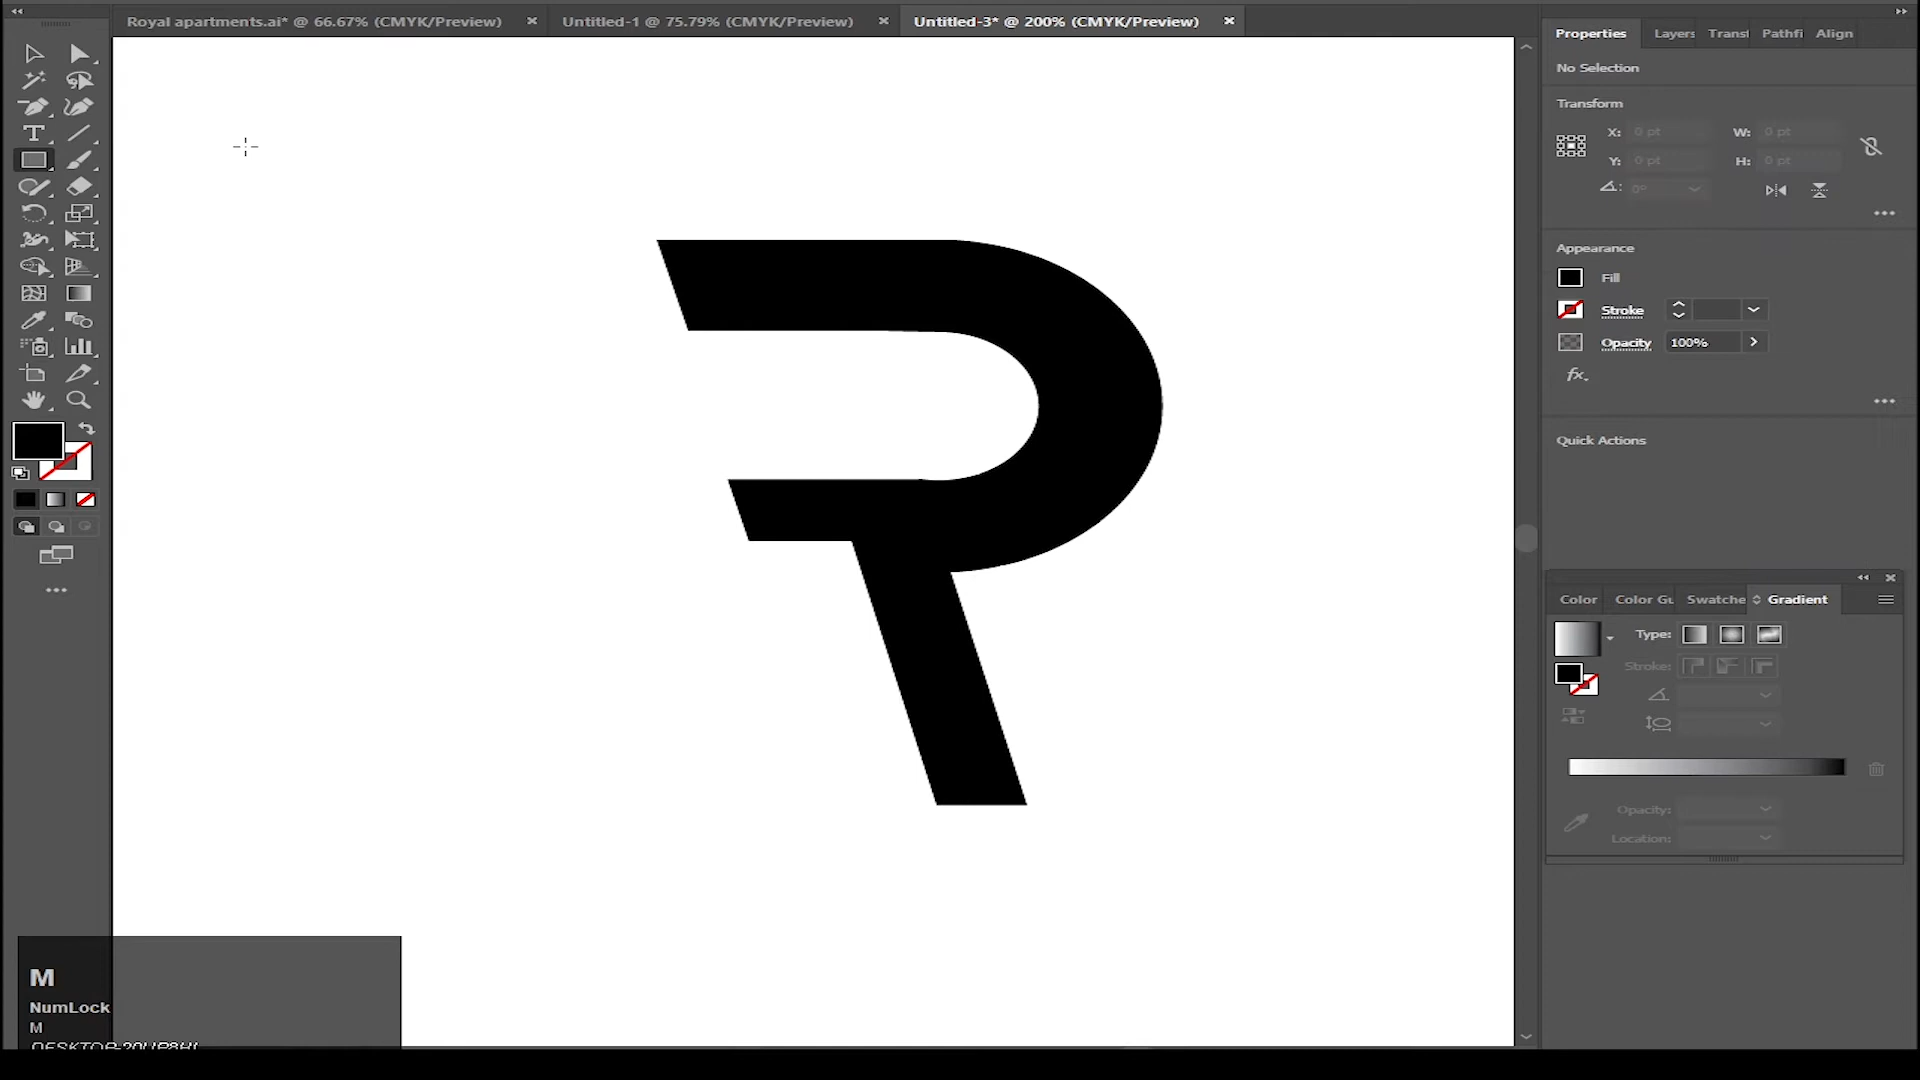 Royal apartments.ai* @ 66.67% (CMYK/Preview) × Untitled-1 @ 75.79% (CMYK/Preview) × Untitled-3* @ 200% (CMYK/Preview) ×
Properties Layers Transf Pathfi Align
No Selection
Transform
X: 0 pt W: 0 pt
Y: 0 pt H: 0 pt
0°
Appearance
Fill
Stroke
Opacity 100%
fx.
Quick Actions
Color Color Gu Swatche Gradient
Type:
Stroke:
Opacity:
Location:
R
M
NumLock
M